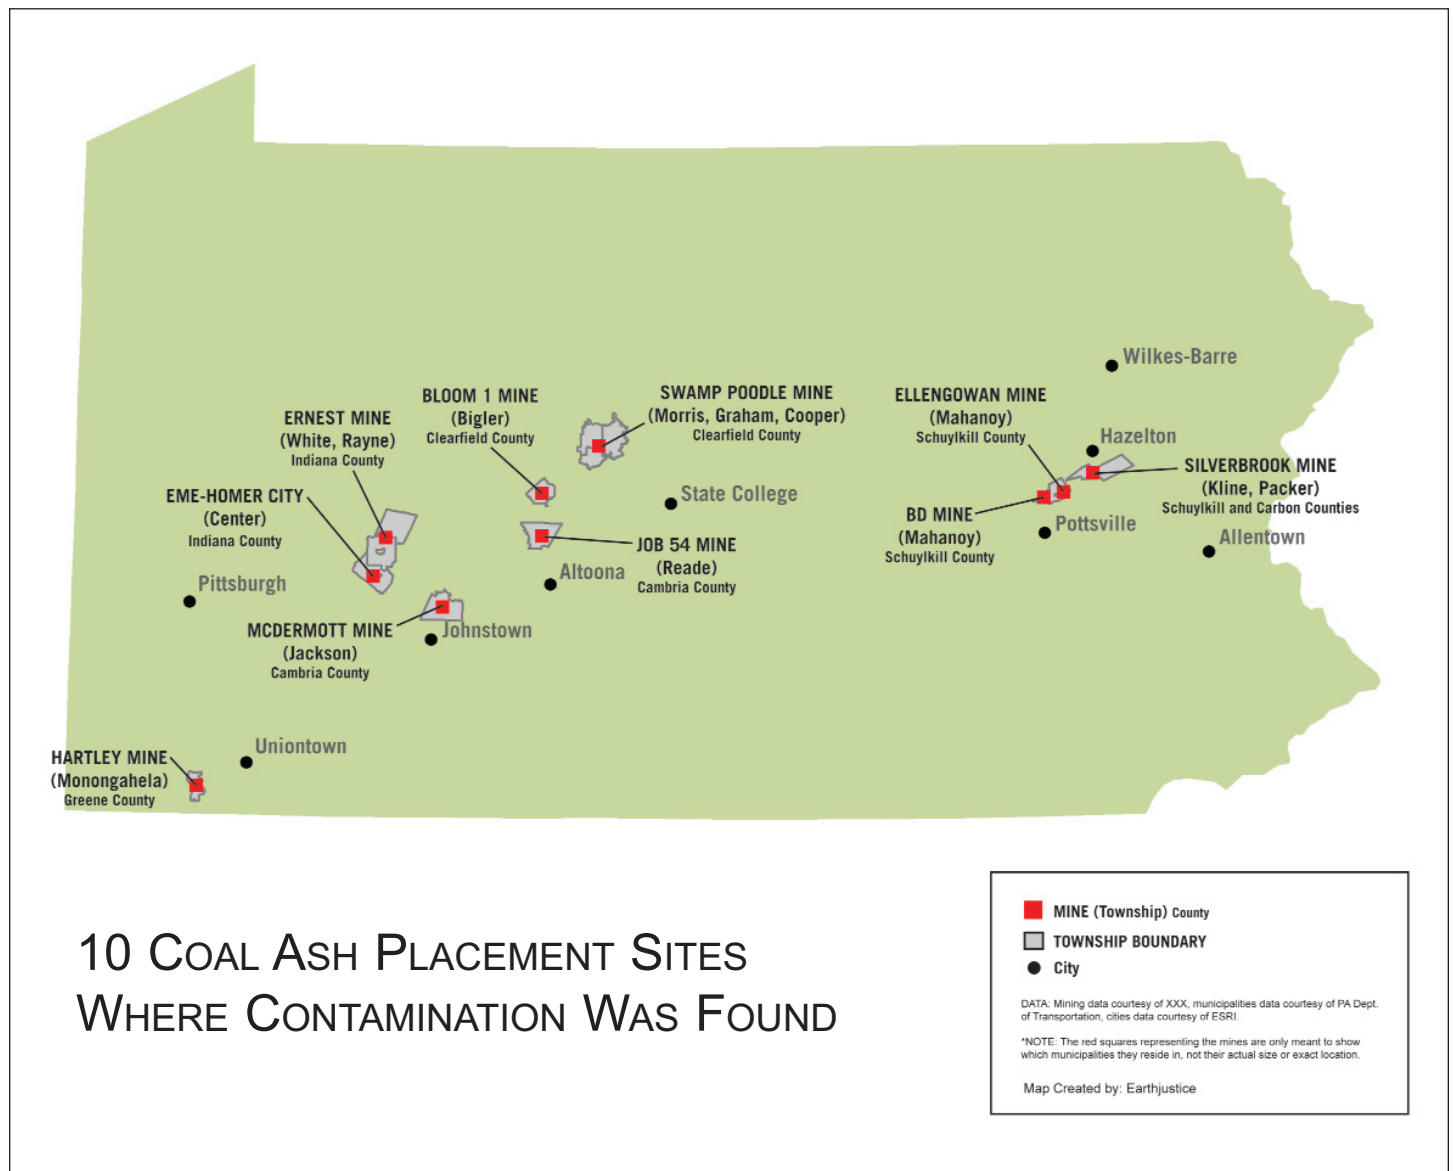 Wilkes-Barre
SWAMP POODLE MINE
(Morris, Graham, Cooper)
Clearfield County
ELLENGOWAN MINE
(Mahanoy)
Schuylkill County
BLOOM 1 MINE
(Bigler)
Clearfield County
ERNEST MINE
(White, Rayne)
Indiana County
Hazelton
SILVERBROOK MINE
(Kline, Packer)
Schuylkill and Carbon Counties
EME-HOMER CITY
(Center)
Indiana County
State College
BD MINE
(Mahanoy)
Schuylkill County
Pottsville
Allentown
JOB 54 MINE
(Reade)
Cambria County
Altoona
Pittsburgh
MCDERMOTT MINE
(Jackson)
Cambria County
Johnstown
Uniontown
HARTLEY MINE
(Monongahela)
Greene County
10 Coal Ash Placement Sites
Where Contamination Was Found
MINE (Township) County
TOWNSHIP BOUNDARY
City
DATA: Mining data courtesy of XXX, municipalities data courtesy of PA Dept.
of Transportation, cities data courtesy of ESRI.
*NOTE: The red squares representing the mines are only meant to show
which municipalities they reside in, not their actual size or exact location.
Map Created by: Earthjustice